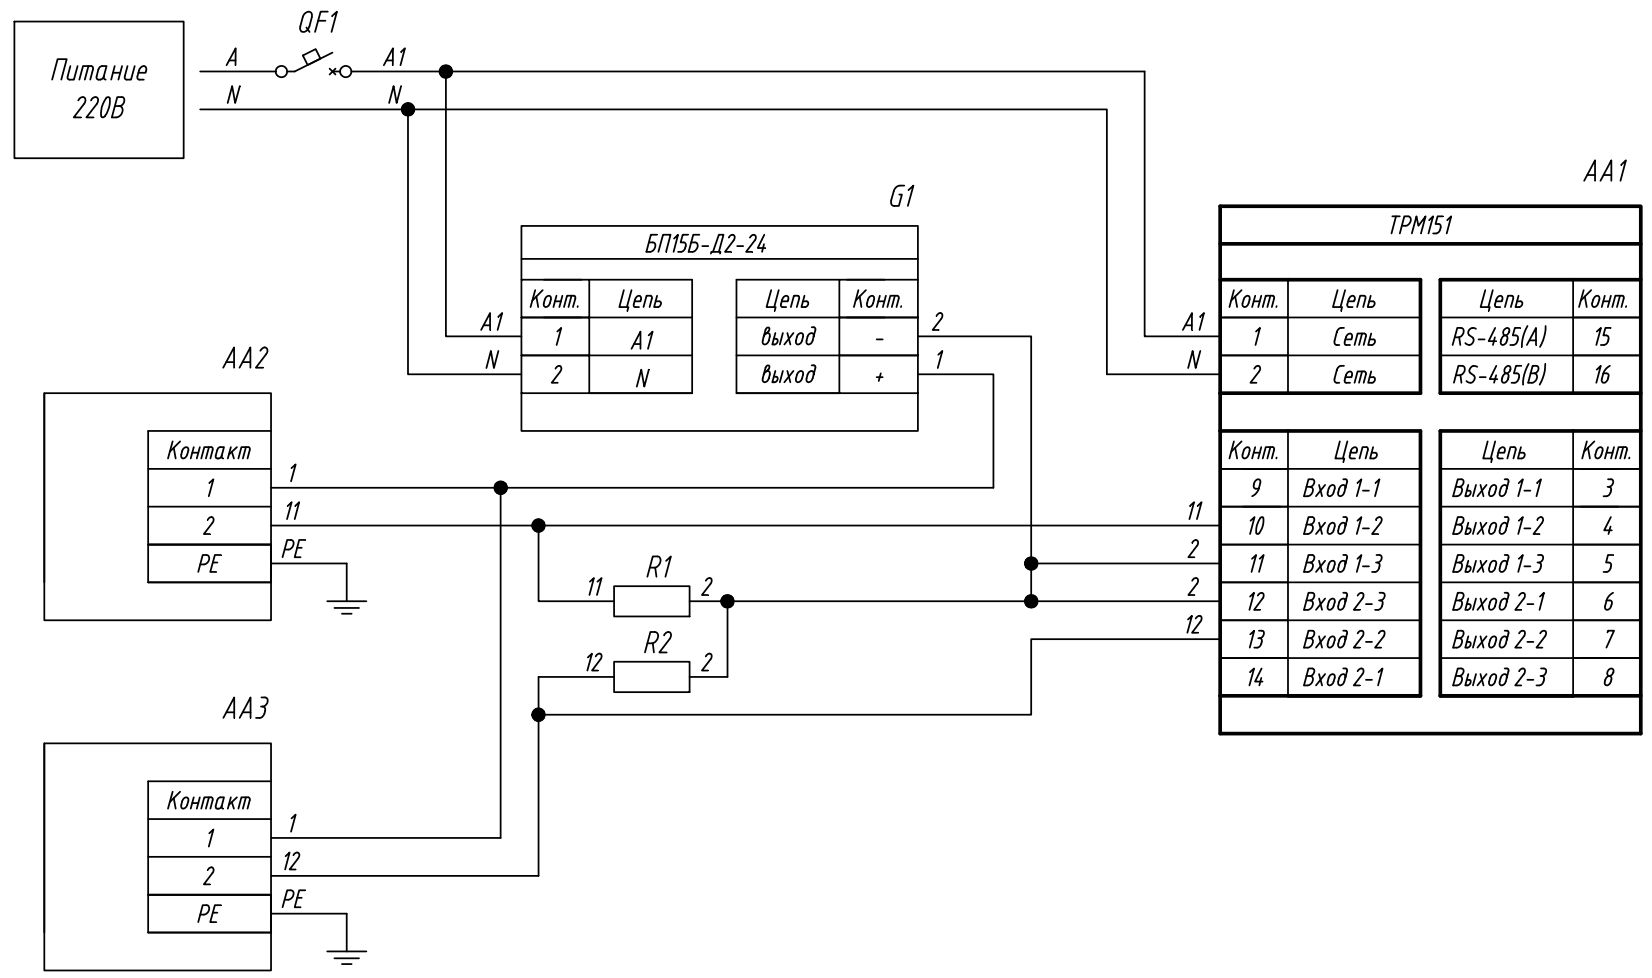 QF1
A
A1
Питание
220В
N
N
AA1
G1
ТРМ151
БП15Б-Д2-24
Конт. Цепь Цепь Конт.
Конт. Цепь Цепь Конт.
A1 1 A1 выход - 2
A1 1 Сеть RS-485(A) 15
N 2 N выход + 1
N 2 Сеть RS-485(B) 16
AA2
Контакт
1 1
2 11
PE PE
Конт. Цепь Цепь Конт.
9 Вход 1-1 Выход 1-1 3
11 10 Вход 1-2 Выход 1-2 4
2 11 Вход 1-3 Выход 1-3 5
2 12 Вход 2-3 Выход 2-1 6
12 13 Вход 2-2 Выход 2-2 7
14 Вход 2-1 Выход 2-3 8
R1
11 2
R2
12 2
AA3
Контакт
1 1
2 12
PE PE